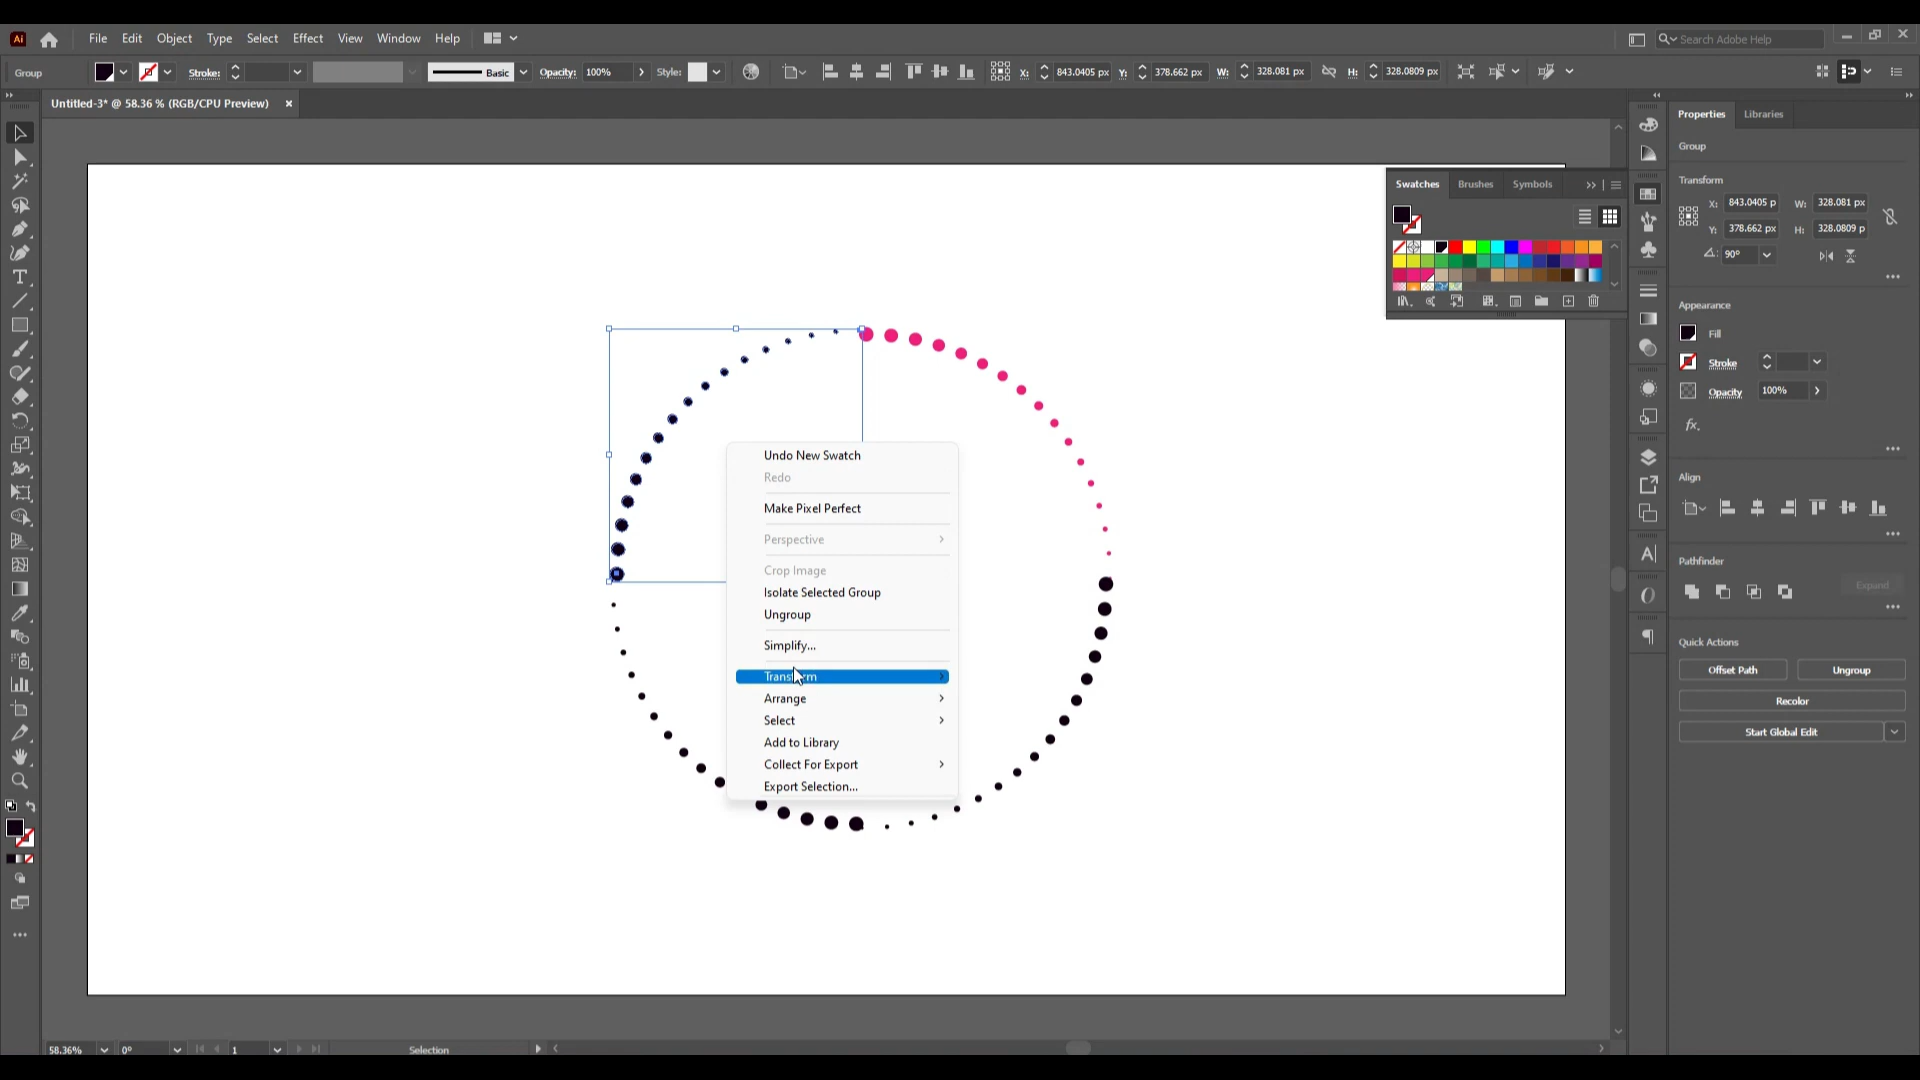 Ai File Edit Object Type Select Effect View Window Help Search Adobe Help
Group Stroke: Basic Opacity: 100% Style: X: 843.0405 px Y: 378.662 px W: 328.081 px H: 328.0809 px
Untitled-3* @ 58.36 % (RGB/CPU Preview)
Properties Libraries
Group
Transform
X: 843.0405 p W: 328.081 px
Y: 378.662 px H: 328.0809 p
90°
Appearance
Fill
Stroke
Opacity 100%
fx.
Align
Pathfinder
Expand
Quick Actions
Offset Path Ungroup
Recolor
Start Global Edit
Swatches Brushes Symbols
Undo New Swatch
Redo
Make Pixel Perfect
Perspective
Crop Image
Isolate Selected Group
Ungroup
Simplify...
Transform
Arrange
Select
Add to Library
Collect For Export
Export Selection...
58.36% 0° 1 Selection